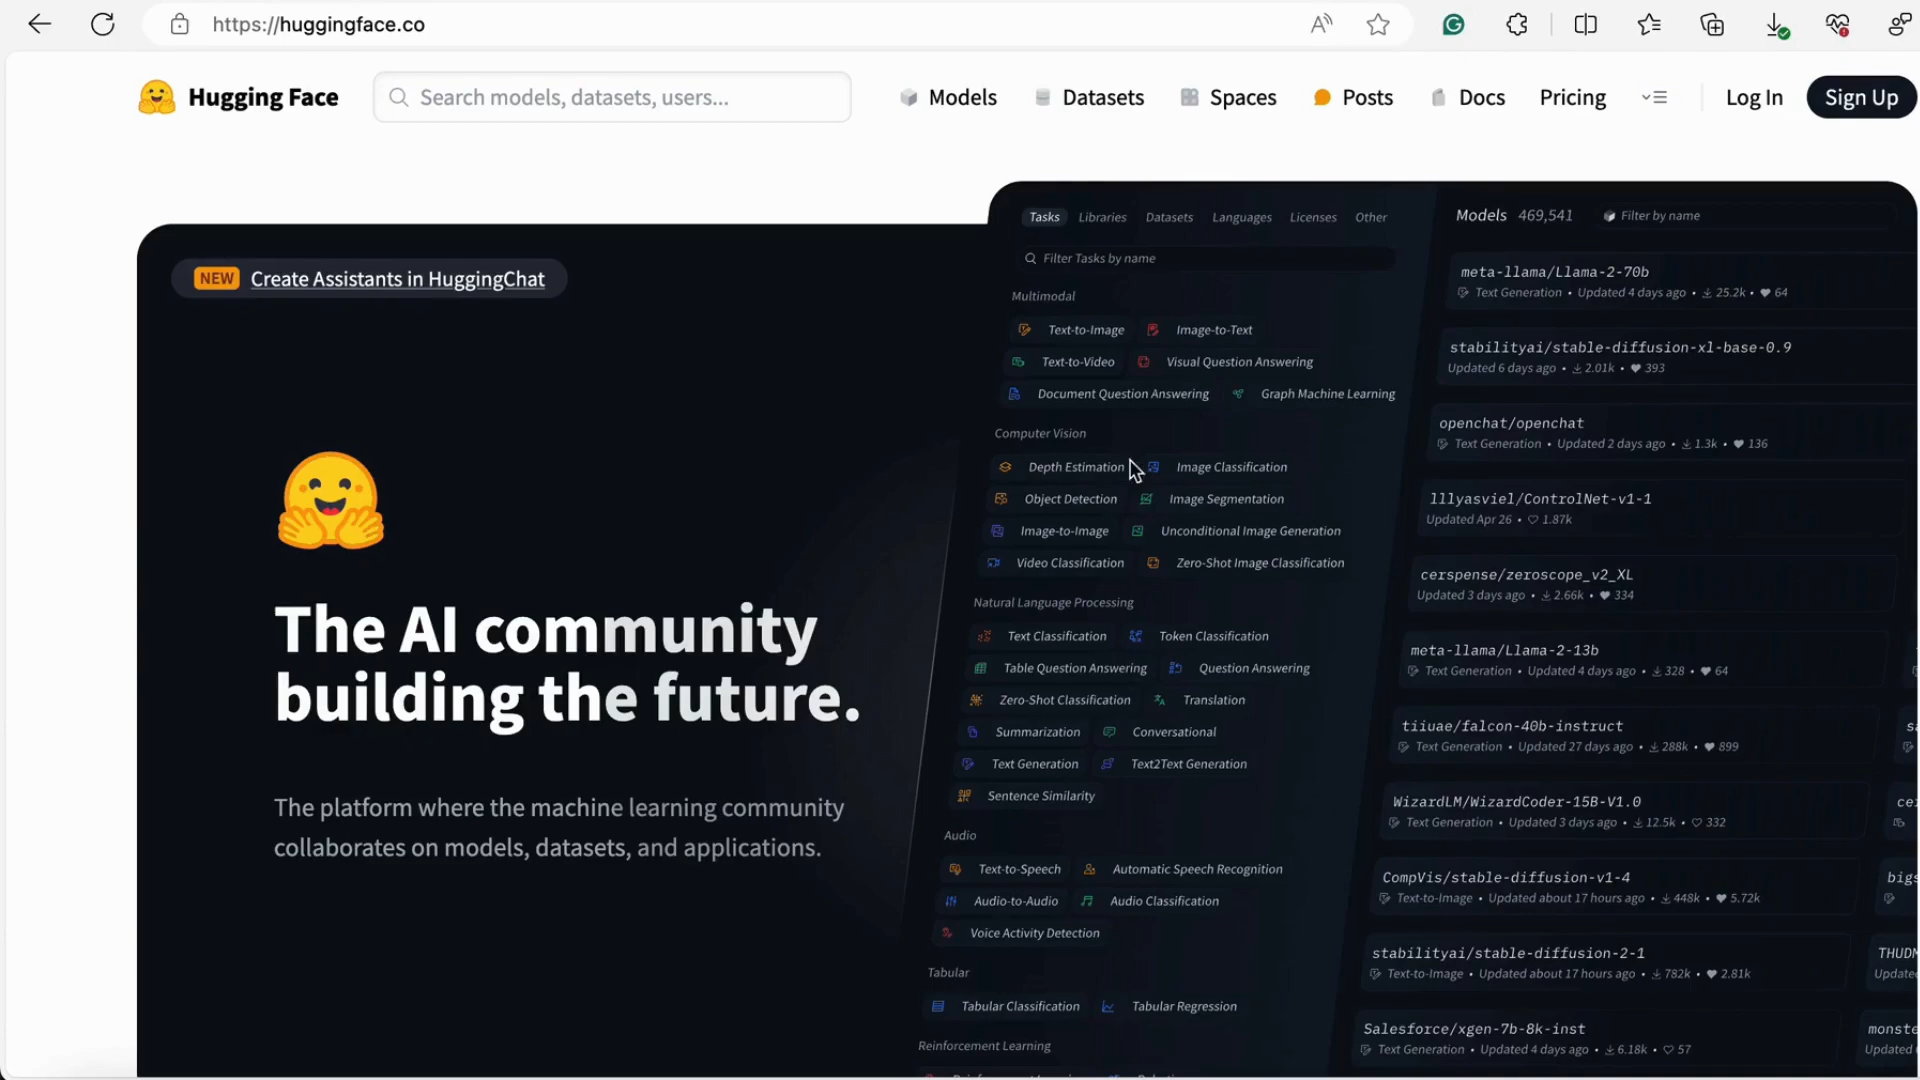 https://huggingface.co
Hugging Face
Search models, datasets, users...
Models
Datasets
Spaces
Posts
Docs
Pricing
Log In
Sign Up
NEW Create Assistants in HuggingChat
The AI community
building the future.
The platform where the machine learning community
collaborates on models, datasets, and applications.
Tasks Libraries Datasets Languages Licenses Other
Filter Tasks by name
Multimodal
Text-to-Image Image-to-Text
Text-to-Video Visual Question Answering
Document Question Answering Graph Machine Learning
Computer Vision
Depth Estimation Image Classification
Object Detection Image Segmentation
Image-to-Image Unconditional Image Generation
Video Classification Zero-Shot Image Classification
Natural Language Processing
Text Classification Token Classification
Table Question Answering Question Answering
Zero-Shot Classification Translation
Summarization Conversational
Text Generation Text2Text Generation
Sentence Similarity
Audio
Text-to-Speech Automatic Speech Recognition
Audio-to-Audio Audio Classification
Voice Activity Detection
Tabular
Tabular Classification Tabular Regression
Reinforcement Learning
Models 469,541 Filter by name
meta-llama/Llama-2-70b
Text Generation • Updated 4 days ago • 25.2k • 64
stabilityai/stable-diffusion-xl-base-0.9
Updated 6 days ago • 2.01k • 393
openchat/openchat
Text Generation • Updated 2 days ago • 1.3k • 136
lllyasviel/ControlNet-v1-1
Updated Apr 26 • 1.87k
cerspense/zeroscope_v2_XL
Updated 3 days ago • 2.66k • 334
meta-llama/Llama-2-13b
Text Generation • Updated 4 days ago • 328 • 64
tiiuae/falcon-40b-instruct
Text Generation • Updated 27 days ago • 288k • 899
WizardLM/WizardCoder-15B-V1.0
Text Generation • Updated 3 days ago • 12.5k • 332
CompVis/stable-diffusion-v1-4
Text-to-Image • Updated about 17 hours ago • 448k • 5.72k
stabilityai/stable-diffusion-2-1
Text-to-Image • Updated about 17 hours ago • 782k • 2.81k
Salesforce/xgen-7b-8k-inst
Text Generation • Updated 4 days ago • 6.18k • 57
bigs
THUDM
Update
monste
Updated